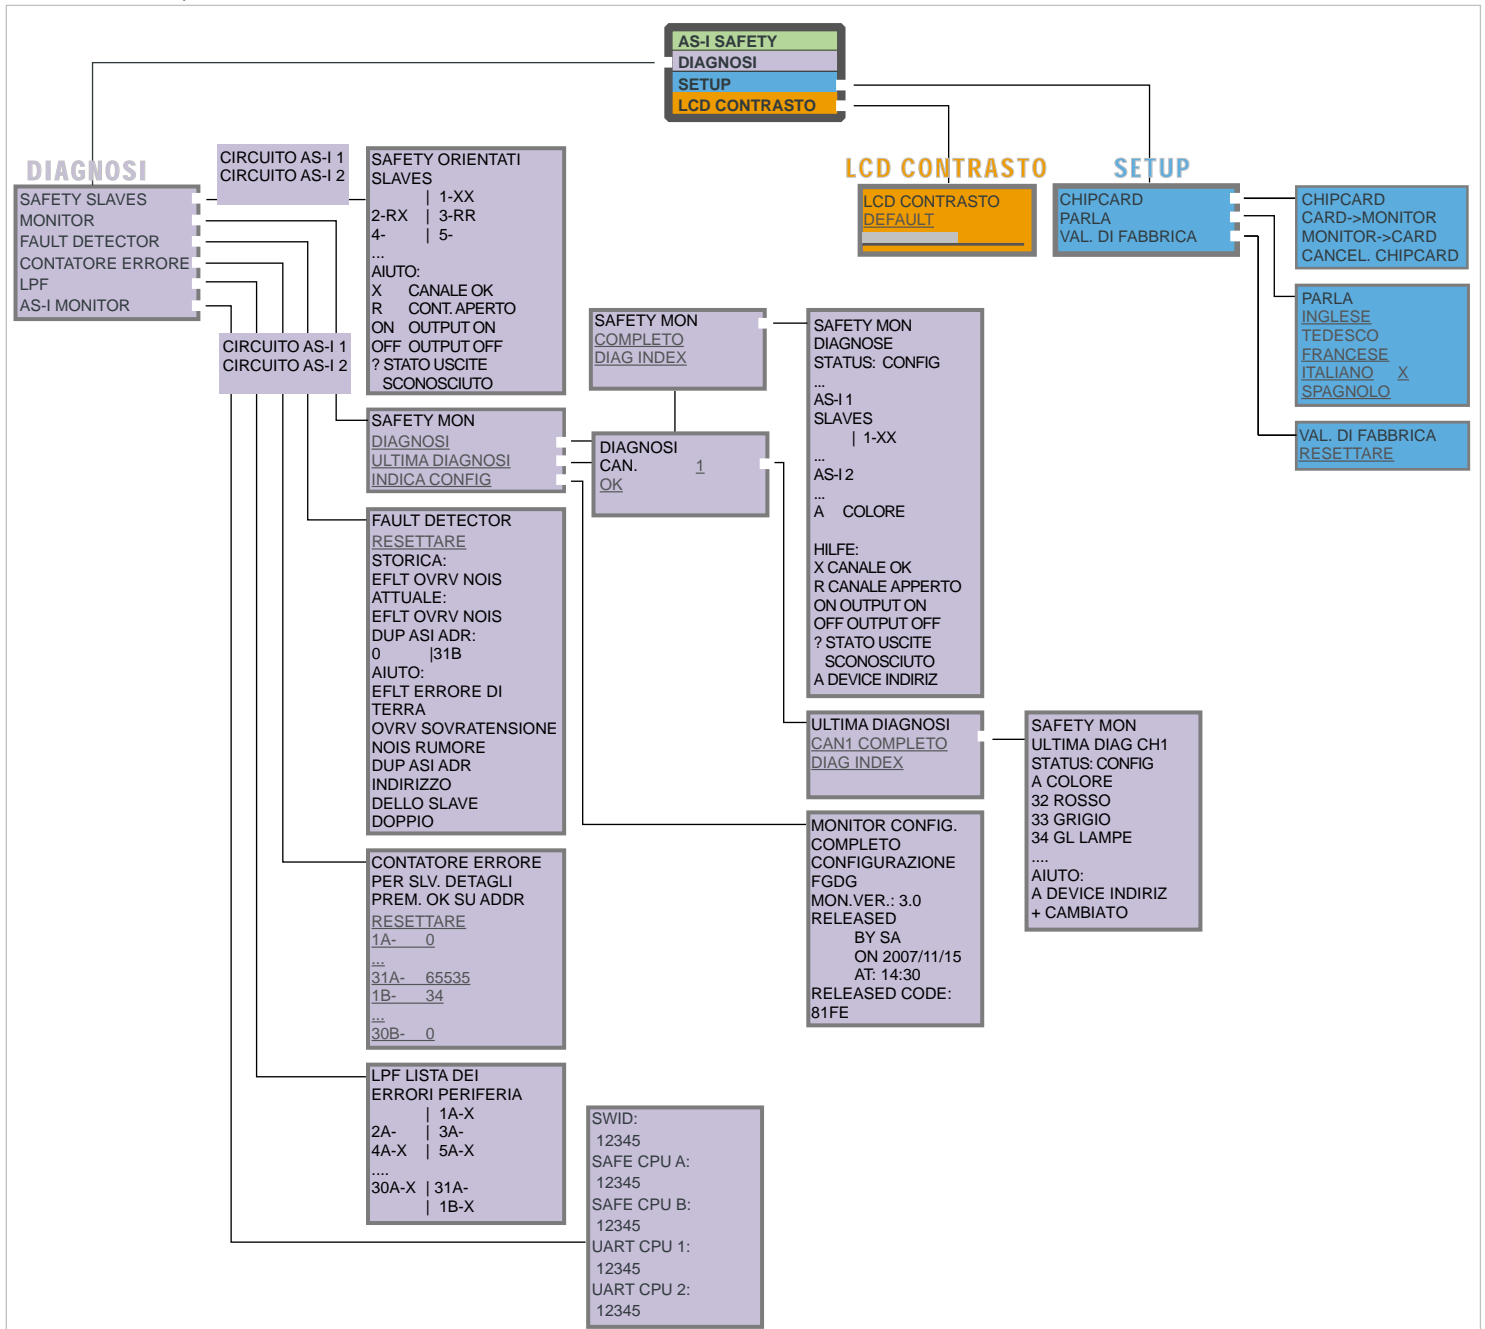 AS-I SAFETY
DIAGNOSI
SETUP
LCD CONTRASTO
DIAGNOSI
SAFETY SLAVES
MONITOR
FAULT DETECTOR
CONTATORE ERRORE
LPF
AS-I MONITOR
CIRCUITO AS-I 1
CIRCUITO AS-I 2
CIRCUITO AS-I 1
CIRCUITO AS-I 2
SAFETY ORIENTATI
SLAVES
| 1-XX
2-RX | 3-RR
4- | 5-
...
AIUTO:
X CANALE OK
R CONT. APERTO
ON OUTPUT ON
OFF OUTPUT OFF
? STATO USCITE
SCONOSCIUTO
SAFETY MON
DIAGNOSI
ULTIMA DIAGNOSI
INDICA CONFIG
FAULT DETECTOR
RESETTARE
STORICA:
EFLT OVRV NOIS
ATTUALE:
EFLT OVRV NOIS
DUP ASI ADR:
0 |31B
AIUTO:
EFLT ERRORE DI
TERRA
OVRV SOVRATENSIONE
NOIS RUMORE
DUP ASI ADR
INDIRIZZO
DELLO SLAVE
DOPPIO
CONTATORE ERRORE
PER SLV. DETAGLI
PREM. OK SU ADDR
RESETTARE
1A- 0
...
31A- 65535
1B- 34
...
30B- 0
LPF LISTA DEI
ERRORI PERIFERIA
| 1A-X
2A- | 3A-
4A-X | 5A-X
....
30A-X | 31A-
| 1B-X
SAFETY MON
COMPLETO
DIAG INDEX
DIAGNOSI
CAN. 1
OK
SWID:
12345
SAFE CPU A:
12345
SAFE CPU B:
12345
UART CPU 1:
12345
UART CPU 2:
12345
SAFETY MON
DIAGNOSE
STATUS: CONFIG
...
AS-I 1
SLAVES
| 1-XX
...
AS-I 2
...
A COLORE
HILFE:
X CANALE OK
R CANALE APPERTO
ON OUTPUT ON
OFF OUTPUT OFF
? STATO USCITE
SCONOSCIUTO
A DEVICE INDIRIZ
ULTIMA DIAGNOSI
CAN1 COMPLETO
DIAG INDEX
MONITOR CONFIG.
COMPLETO
CONFIGURAZIONE
FGDG
MON.VER.: 3.0
RELEASED
BY SA
ON 2007/11/15
AT: 14:30
RELEASED CODE:
81FE
SAFETY MON
ULTIMA DIAG CH1
STATUS: CONFIG
A COLORE
32 ROSSO
33 GRIGIO
34 GL LAMPE
....
AIUTO:
A DEVICE INDIRIZ
+ CAMBIATO
LCD CONTRASTO
LCD CONTRASTO
DEFAULT
SETUP
CHIPCARD
PARLA
VAL. DI FABBRICA
CHIPCARD
CARD->MONITOR
MONITOR->CARD
CANCEL. CHIPCARD
PARLA
INGLESE
TEDESCO
FRANCESE
ITALIANO X
SPAGNOLO
VAL. DI FABBRICA
RESETTARE